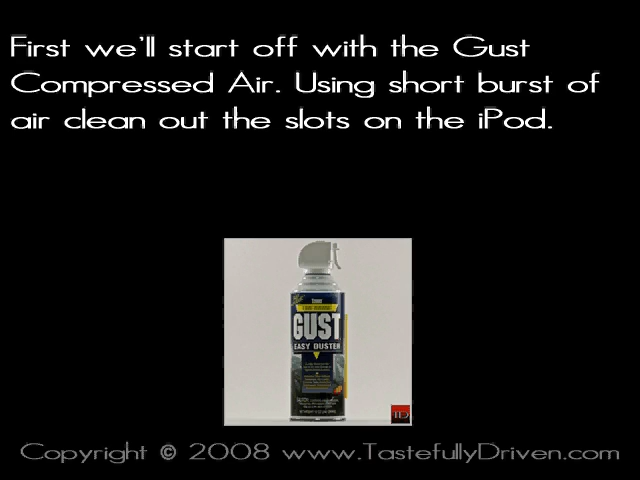 First we'll start off with the Gust
Compressed Air. Using short burst of
air clean out the slots on the iPod.
GUST
EASY DUSTER
TD
Copyright © 2008 www.TastefullyDriven.com